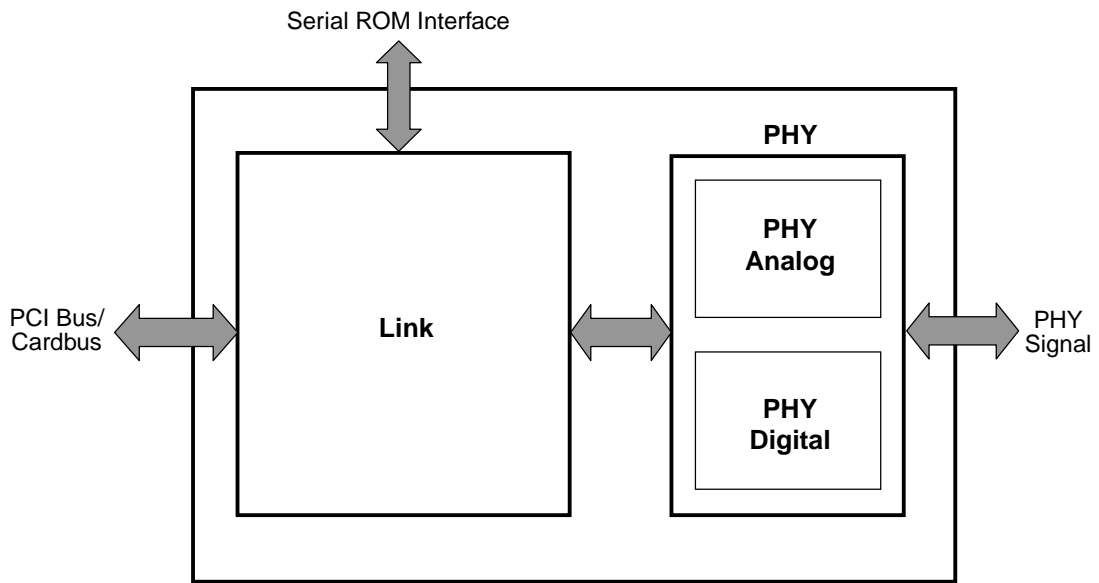 Serial ROM Interface
PHY
PHY
Analog
PCI Bus/
Cardbus
Link
PHY
Signal
PHY
Digital